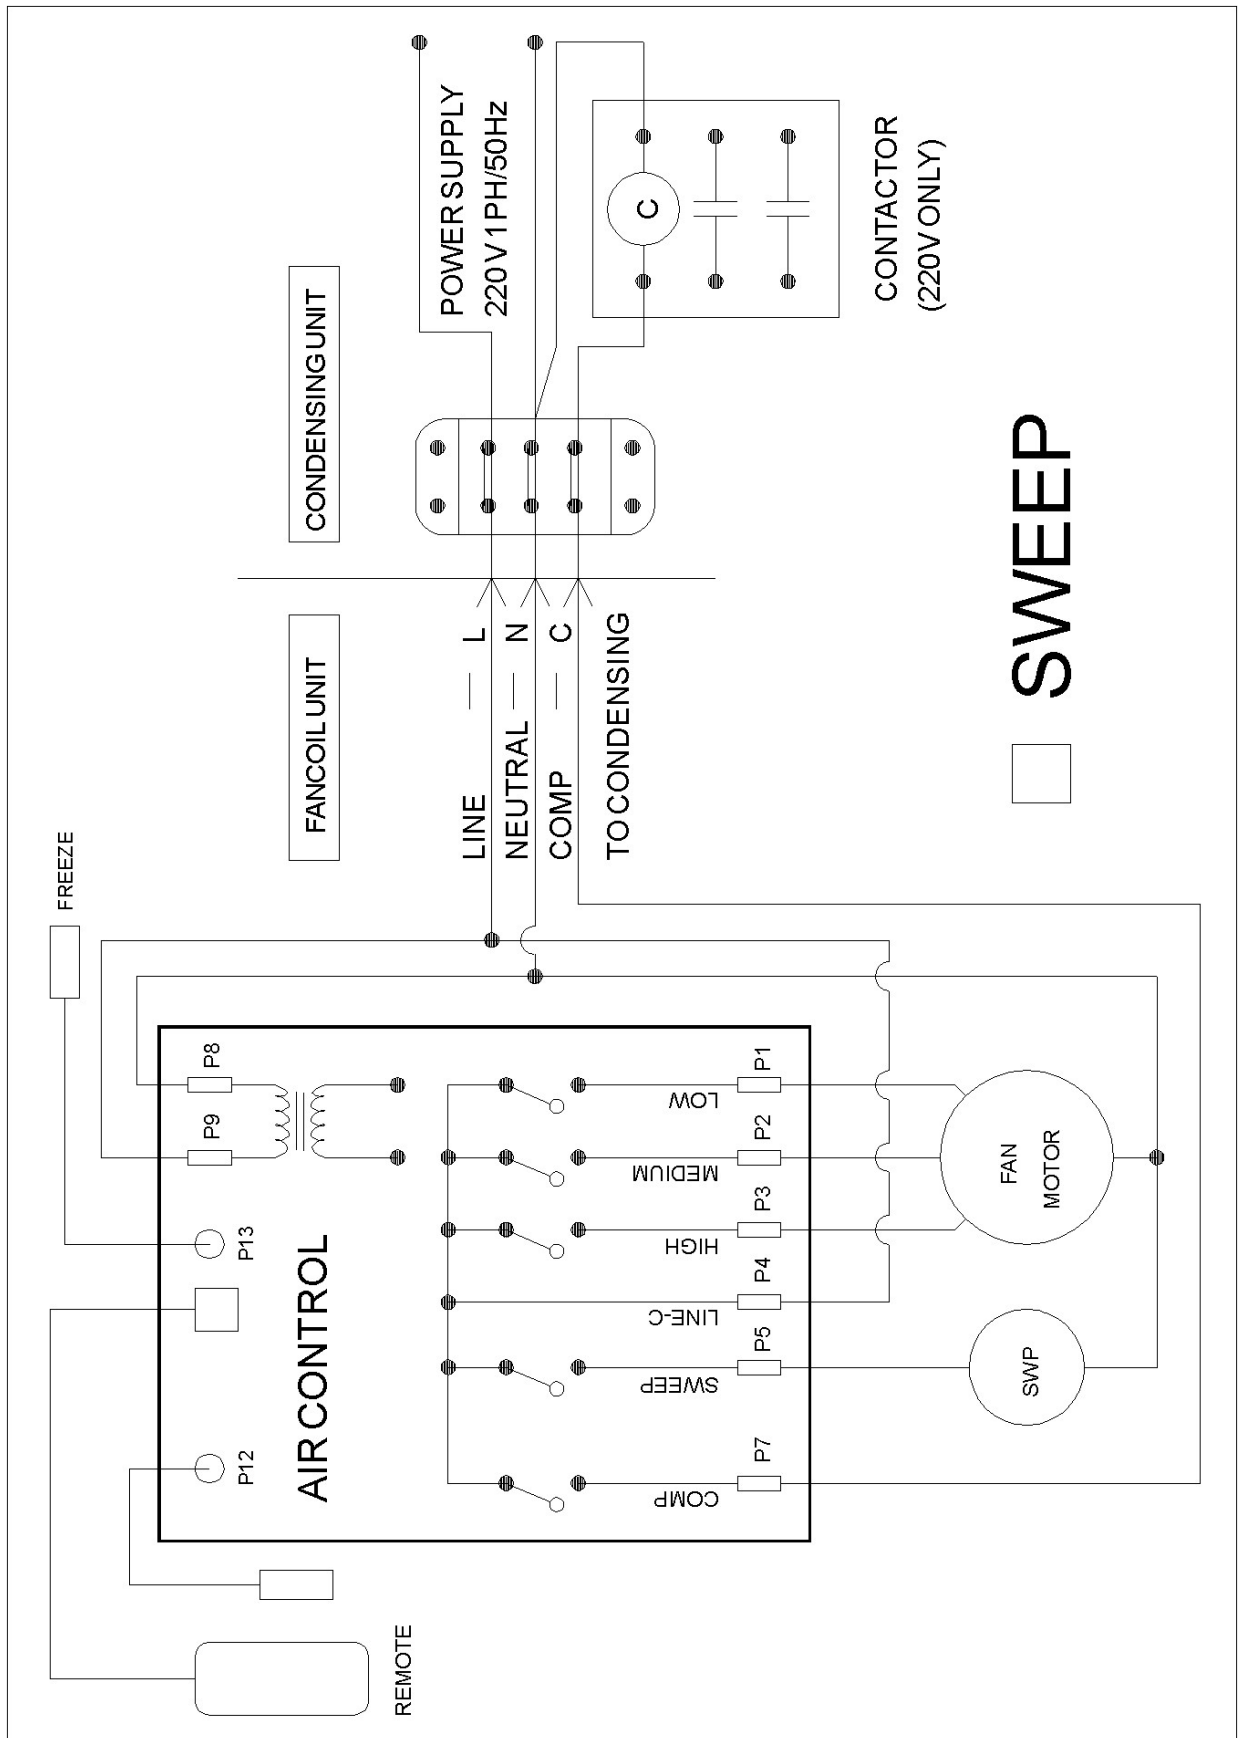 FREEZE
REMOTE
FANCOIL UNIT
CONDENSING UNIT
LINE — L
NEUTRAL — N
COMP — C
TO CONDENSING
POWER SUPPLY
220V 1PH/50Hz
C
CONTACTOR
(220V ONLY)
P12
P13
P9
P8
AIR CONTROL
COMP
SWEEP
LINE-C
HIGH
MEDIUM
LOW
P7
P5
P4
P3
P2
P1
SWP
FAN
MOTOR
SWEEP